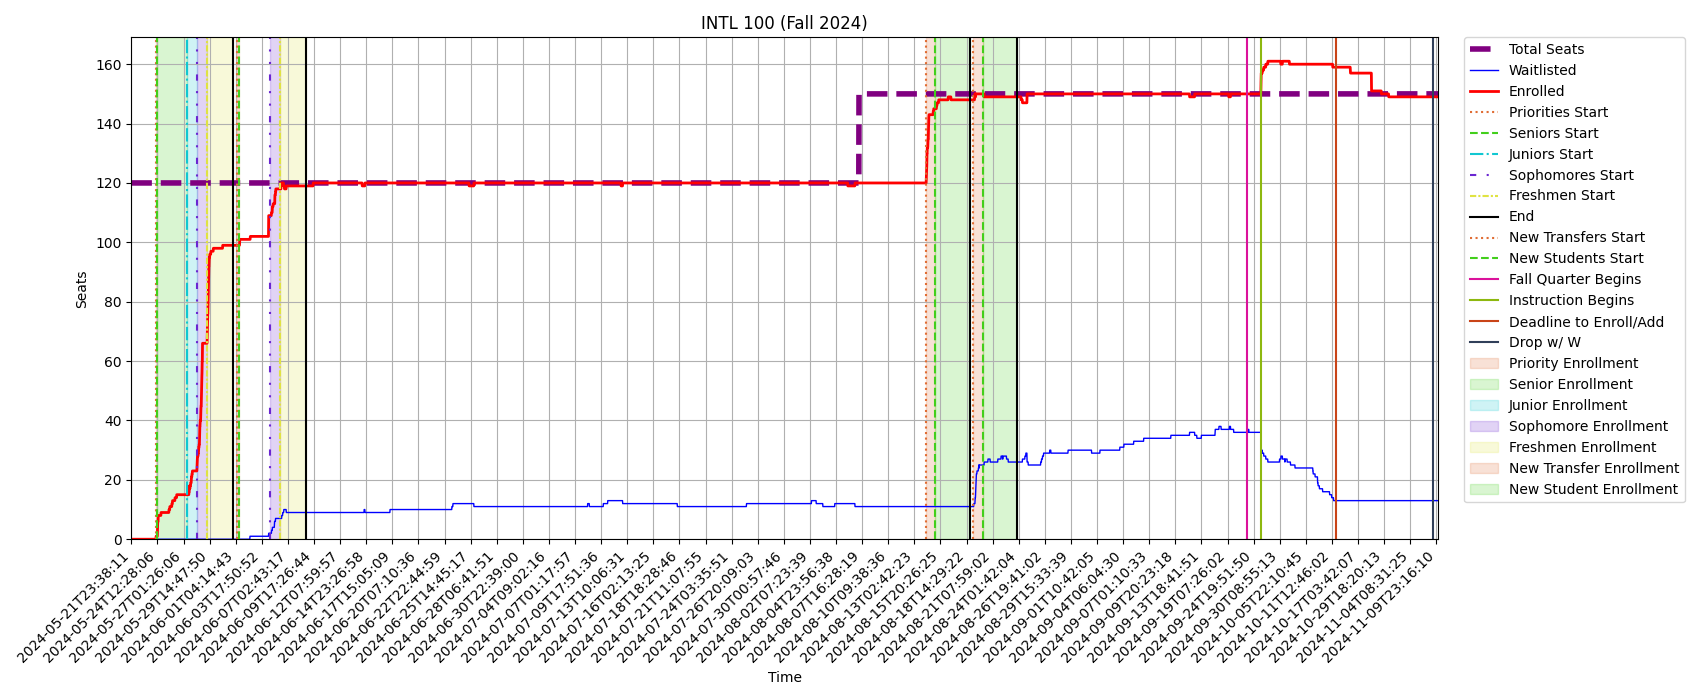 INTL 100 (Fall 2024)
Seats
160
140
120
100
80
60
40
20
0
2024-05-21T23:38:11
2024-05-24T12:28:06
2024-05-27T01:26:06
2024-05-29T14:47:50
2024-06-01T04:14:43
2024-06-03T17:50:52
2024-06-07T02:43:17
2024-06-09T17:26:44
2024-06-12T07:59:57
2024-06-14T23:26:58
2024-06-17T15:05:09
2024-06-20T07:10:36
2024-06-22T22:44:59
2024-06-25T14:45:17
2024-06-28T06:41:51
2024-06-30T22:39:00
2024-07-04T09:02:16
2024-07-07T01:17:57
2024-07-09T17:51:36
2024-07-13T10:06:31
2024-07-16T02:13:25
2024-07-18T18:28:46
2024-07-21T11:07:55
2024-07-24T03:35:51
2024-07-26T20:09:03
2024-07-30T00:57:46
2024-08-02T07:23:39
2024-08-04T23:56:38
2024-08-07T16:28:19
2024-08-10T09:38:36
2024-08-13T02:42:23
2024-08-15T20:26:25
2024-08-18T14:29:22
2024-08-21T07:59:02
2024-08-24T01:42:04
2024-08-26T19:41:02
2024-08-29T15:33:39
2024-09-01T10:42:05
2024-09-04T06:04:30
2024-09-07T01:10:33
2024-09-09T20:23:18
2024-09-13T18:41:51
2024-09-19T07:26:02
2024-09-24T19:51:50
2024-09-30T08:55:13
2024-10-05T22:10:45
2024-10-11T12:46:02
2024-10-17T03:42:07
2024-10-29T18:20:13
2024-11-04T08:31:25
2024-11-09T23:16:10
Time
Total Seats
Waitlisted
Enrolled
Priorities Start
Seniors Start
Juniors Start
Sophomores Start
Freshmen Start
End
New Transfers Start
New Students Start
Fall Quarter Begins
Instruction Begins
Deadline to Enroll/Add
Drop w/ W
Priority Enrollment
Senior Enrollment
Junior Enrollment
Sophomore Enrollment
Freshmen Enrollment
New Transfer Enrollment
New Student Enrollment